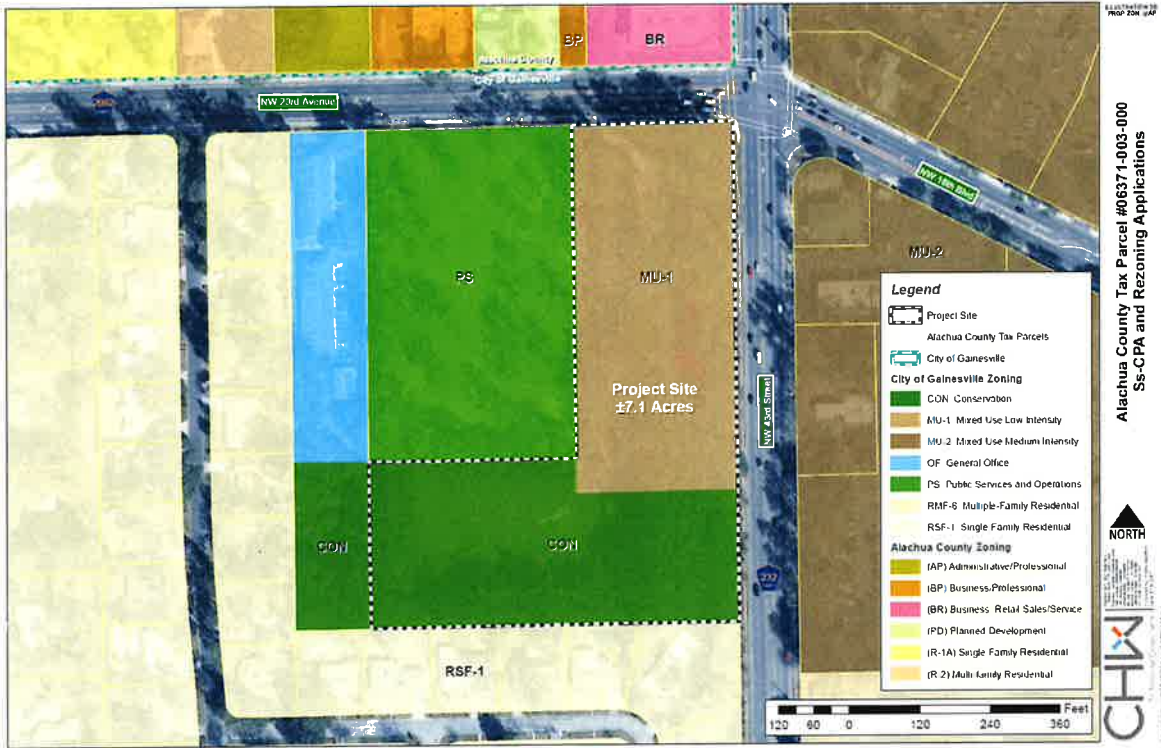 ILLUSTRATION 3B
PROP ZON MAP
BP
BR
Alachua County
City of Gainesville
NW 23rd Avenue
NW 16th Blvd
PS
MU-1
MU-2
Project Site
±7.1 Acres
NW 43rd Street
CON
CON
232
RSF-1
Legend
Project Site
Alachua County Tax Parcels
City of Gainesville
City of Gainesville Zoning
CON Conservation
MU-1 Mixed Use Low Intensity
MU-2 Mixed Use Medium Intensity
OF General Office
PS Public Services and Operations
RMF-6 Multiple-Family Residential
RSF-1 Single Family Residential
Alachua County Zoning
(AP) Administrative/Professional
(BP) Business/Professional
(BR) Business Retail Sales/Service
(PD) Planned Development
(R-1A) Single Family Residential
(R-2) Multi family Residential
120 60 0 120 240 360
Feet
Alachua County Tax Parcel #06371-003-000
Ss-CPA and Rezoning Applications
NORTH
CHW